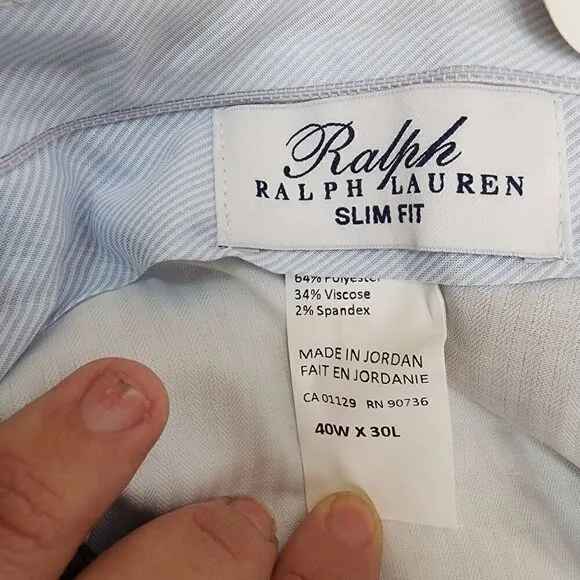 Ralph
RALPH LAUREN
SLIM FIT
64% Polyester
34% Viscose
2% Spandex
MADE IN JORDAN
FAIT EN JORDANIE
CA 01129 RN 90736
40W X 30L